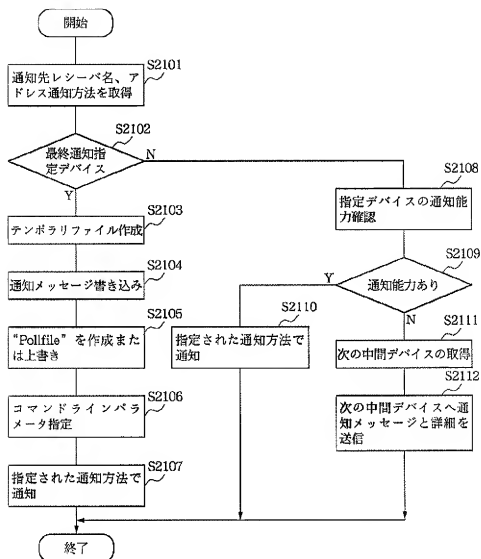 開始
S2101
通知先レシーバ名、ア
ドレス通知方法を取得
S2102
最終通知指
定デバイス
N
Y
S2103
テンポラリファイル作成
S2104
通知メッセージ書き込み
S2105
“Pollfile”を作成また
は上書き
S2106
コマンドラインパラ
メータ指定
S2107
指定された通知方法で
通知
S2108
指定デバイスの通知能
力確認
S2109
通知能力あり
Y
N
S2110
指定された通知方法で
通知
S2111
次の中間デバイスの取得
S2112
次の中間デバイスへ通
知メッセージと詳細を
送信
終了